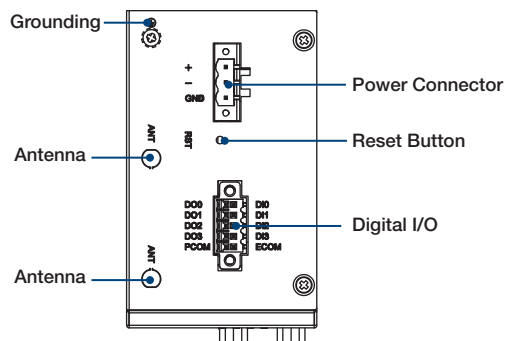 Grounding
+
–
GND
Power Connector
ANT
RST
Reset Button
Antenna
DO0 DI0
DO1 DI1
DO2 DI2
DO3 DI3
PCOM ECOM
Digital I/O
ANT
Antenna